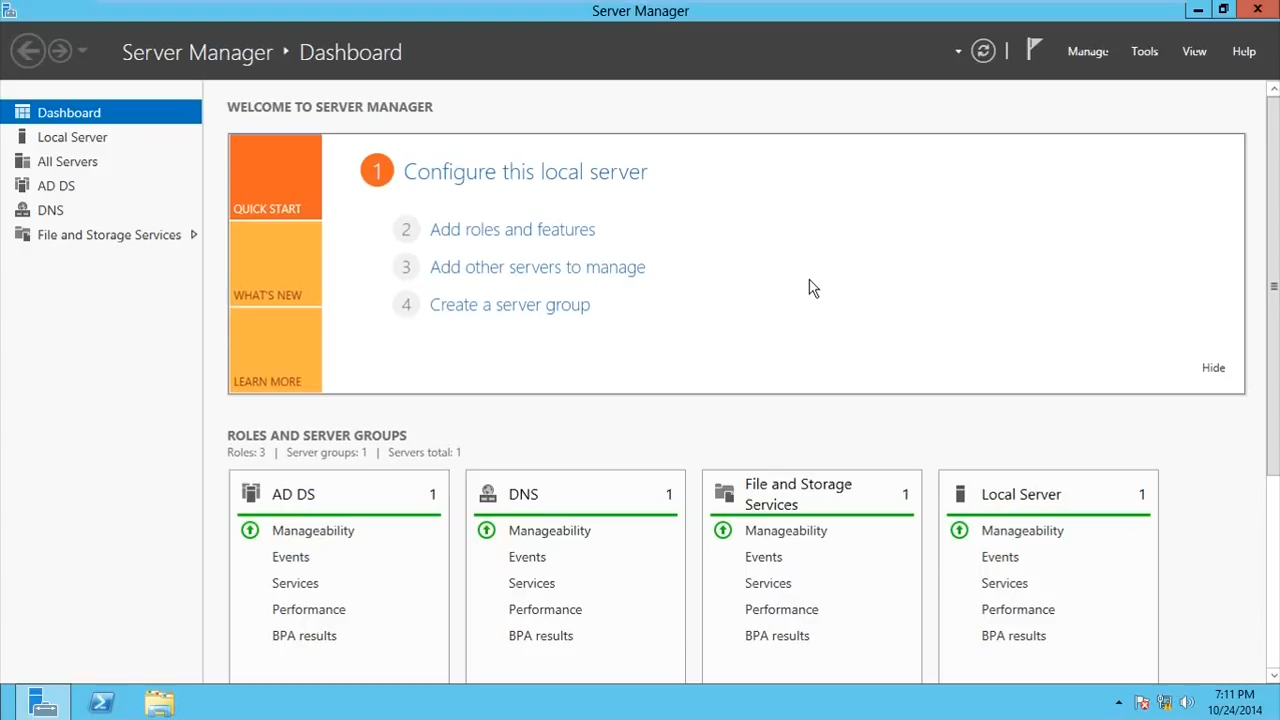 Server Manager
Server Manager ‣ Dashboard
Manage
Tools
View
Help
Dashboard
Local Server
All Servers
AD DS
DNS
File and Storage Services
WELCOME TO SERVER MANAGER
QUICK START
WHAT'S NEW
LEARN MORE
1 Configure this local server
2 Add roles and features
3 Add other servers to manage
4 Create a server group
Hide
ROLES AND SERVER GROUPS
Roles: 3 | Server groups: 1 | Servers total: 1
AD DS 1
Manageability
Events
Services
Performance
BPA results
DNS 1
Manageability
Events
Services
Performance
BPA results
File and Storage
Services 1
Manageability
Events
Services
Performance
BPA results
Local Server 1
Manageability
Events
Services
Performance
BPA results
7:11 PM
10/24/2014